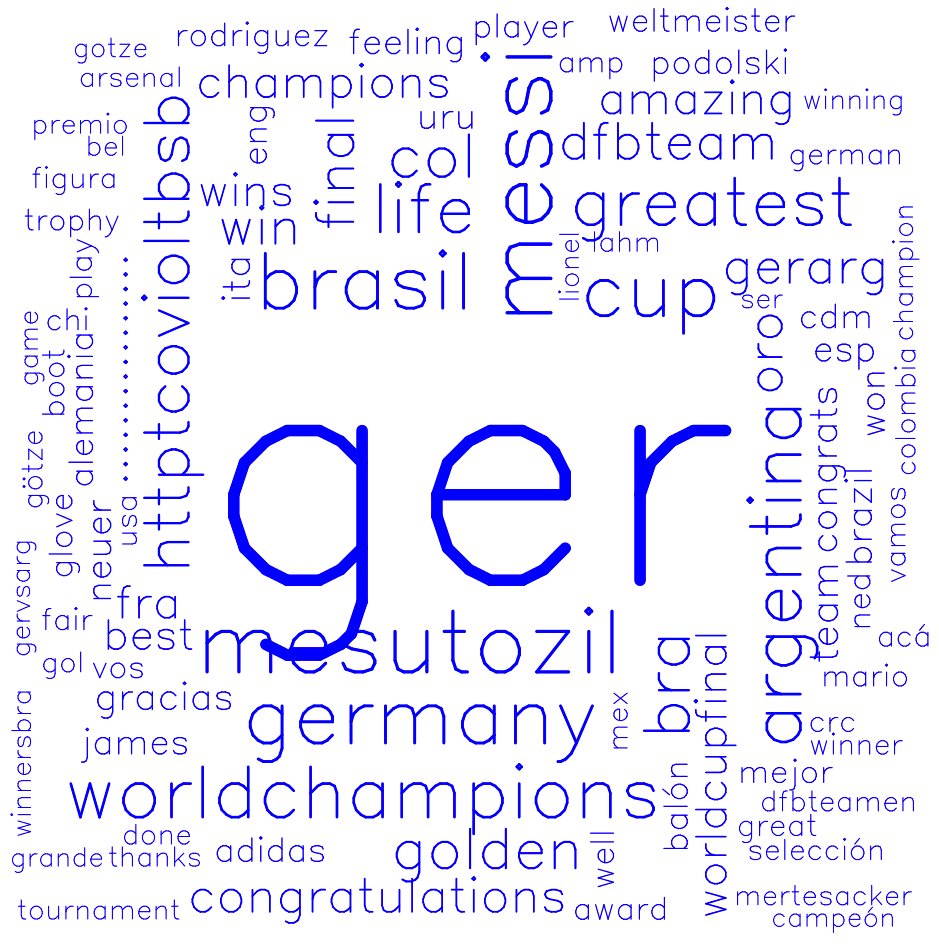 gotze
rodriguez
feeling
player
weltmeister
arsenal
champions
messi
amp
podolski
amazing
winning
premio
bel
httptcovioltbsb
eng
final
uru
col
dfbteam
german
figura
wins
life
greatest
trophy
win
lionel
lahm
champion
play
ita
brasil
cup
gerarg
ser
game
chi
boot
alemania
..................
oro
cdm
esp
won
colombia
ger
argentina
congrats
götze
glove
neuer
usa
brazil
vamos
gervsarg
fair
fra
best
mesutozil
bra
worldcupfinal
team
ned
acá
gol
vos
gracias
germany
mex
mario
winnersbra
james
crc
winner
worldchampions
balón
mejor
dfbteamen
done
great
grande
thanks
adidas
golden
well
selección
tournament
congratulations
award
mertesacker
campeón